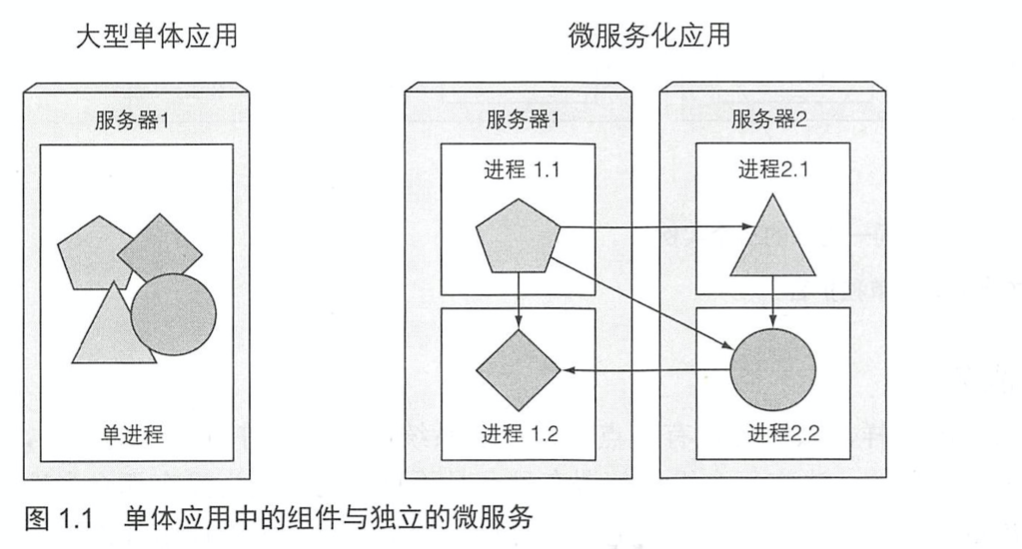 大型单体应用
微服务化应用
服务器1
服务器1
服务器2
进程 1.1
进程2.1
单进程
进程 1.2
进程2.2
图 1.1 单体应用中的组件与独立的微服务